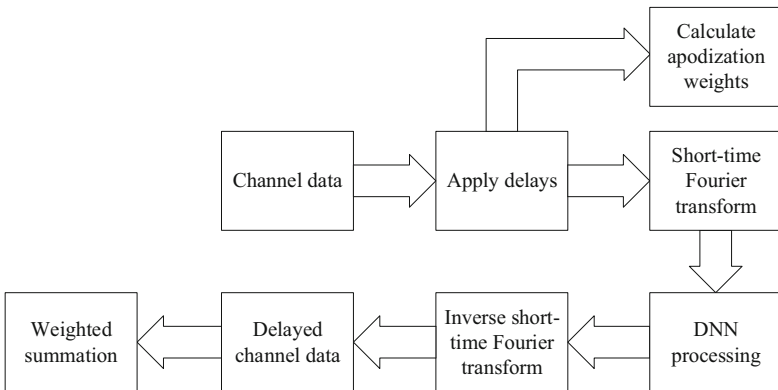 Calculate
apodization
weights
Channel data
Apply delays
Short-time
Fourier
transform
Weighted
summation
Delayed
channel data
Inverse short-
time Fourier
transform
DNN
processing